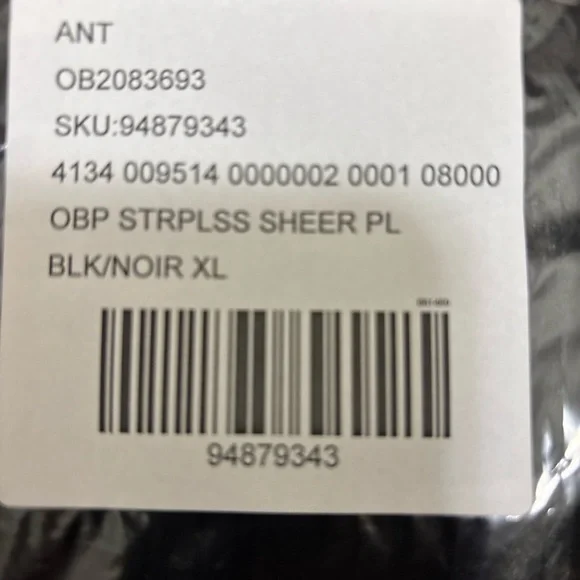 ANT
OB2083693
SKU:94879343
4134 009514 0000002 0001 08000
OBP STRPLSS SHEER PL
BLK/NOIR XL
94879343